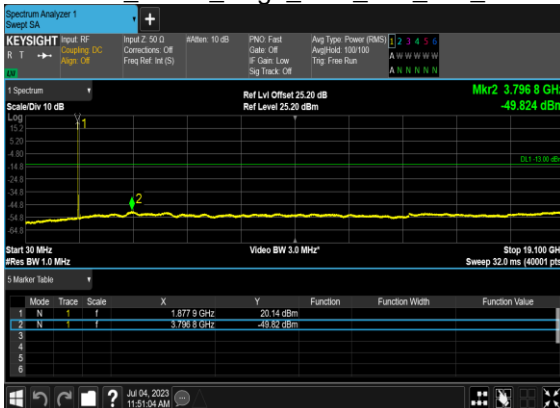 Spectrum Analyzer 1
Swept SA
+
KEYSIGHT Input: RF Input Z: 50 Ω #Atten: 10 dB PNO: Fast Avg Type: Power (RMS) 1 2 3 4 5 6
R T Coupling: DC Corrections: Off Gate: Off Avg|Hold: 100/100 A W W W W W
Align: Off Freq Ref: Int (S) IF Gain: Low Trig: Free Run
Sig Track: Off A N N N N N
LXI
1 Spectrum Ref Lvl Offset 25.20 dB Mkr2 3.796 8 GHz
Scale/Div 10 dB Ref Level 25.20 dBm -49.824 dBm
Log
15.2
1
5.20
-4.80
DL1 -13.00 dBm
-14.8
-24.8
-34.8
2
-44.8
-54.8
-64.8
Start 30 MHz Video BW 3.0 MHz* Stop 19.100 GHz
#Res BW 1.0 MHz Sweep 32.0 ms (40001 pts)
5 Marker Table
Mode Trace Scale X Y Function Function Width Function Value
1 N 1 f 1.877 9 GHz 20.14 dBm
2 N 1 f 3.796 8 GHz -49.82 dBm
3
4
5
6
? Jul 04, 2023
11:51:04 AM